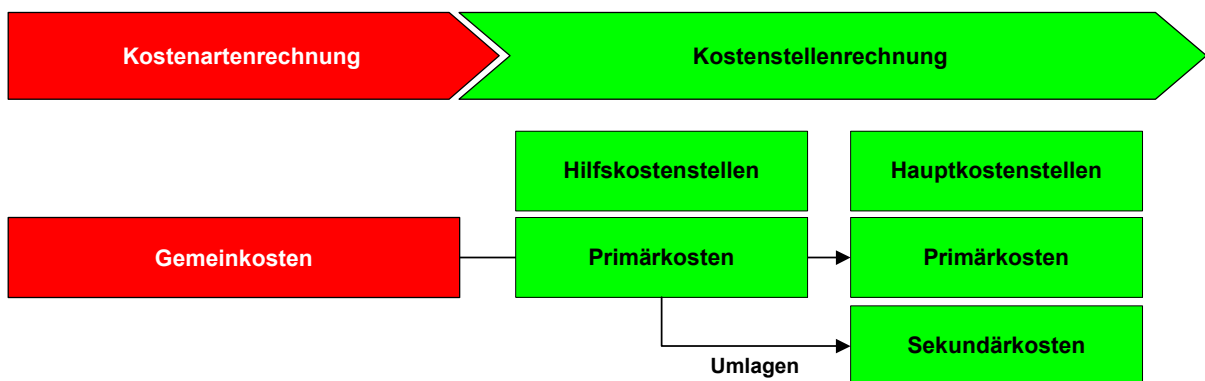 Kostenartenrechnung
Kostenstellenrechnung
Hilfskostenstellen
Hauptkostenstellen
Gemeinkosten
Primärkosten
Primärkosten
Sekundärkosten
Umlagen